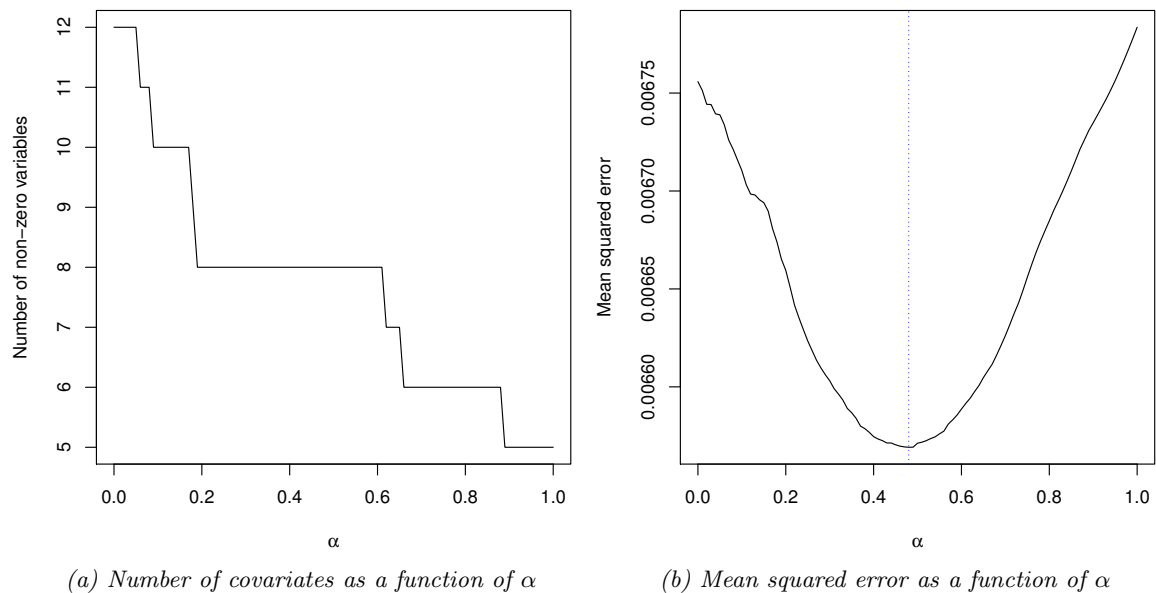 Number of non−zero variables
12
11
10
9
8
7
6
5
0.0 0.2 0.4 0.6 0.8 1.0
α
(a) Number of covariates as a function of α
Mean squared error
0.00675
0.00670
0.00665
0.00660
0.0 0.2 0.4 0.6 0.8 1.0
α
(b) Mean squared error as a function of α